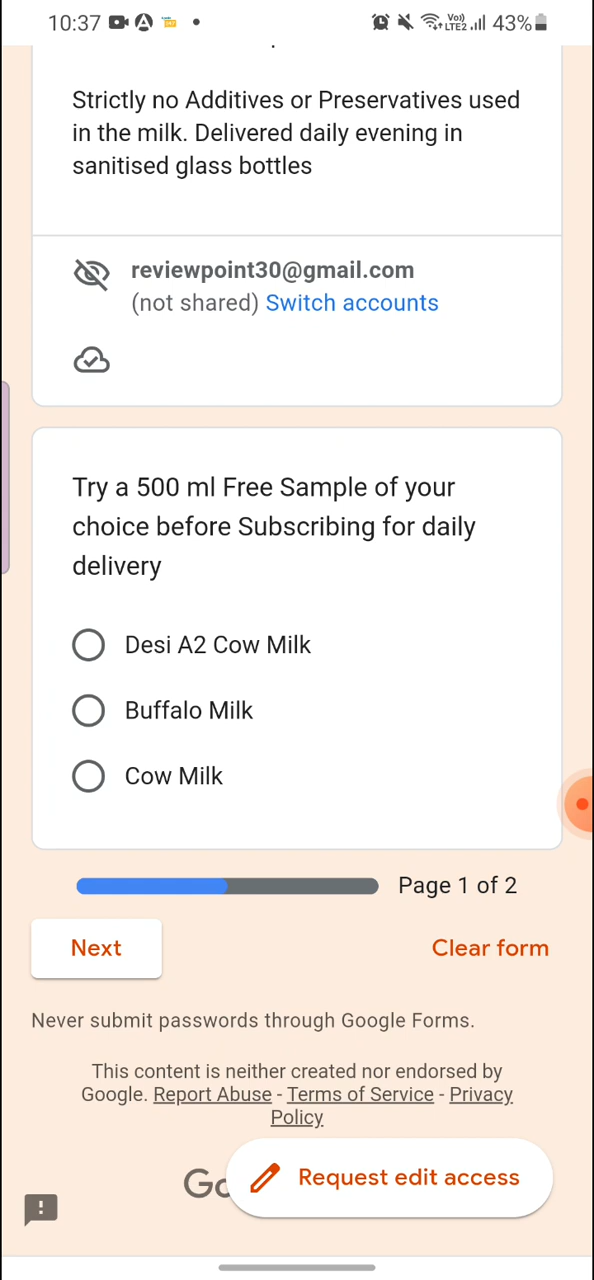 10:37
Vo)) LTE2 43%
Strictly no Additives or Preservatives used
in the milk. Delivered daily evening in
sanitised glass bottles
reviewpoint30@gmail.com
(not shared) Switch accounts
Try a 500 ml Free Sample of your
choice before Subscribing for daily
delivery
Desi A2 Cow Milk
Buffalo Milk
Cow Milk
Page 1 of 2
Next
Clear form
Never submit passwords through Google Forms.
This content is neither created nor endorsed by
Google. Report Abuse - Terms of Service - Privacy
Policy
Go
Request edit access